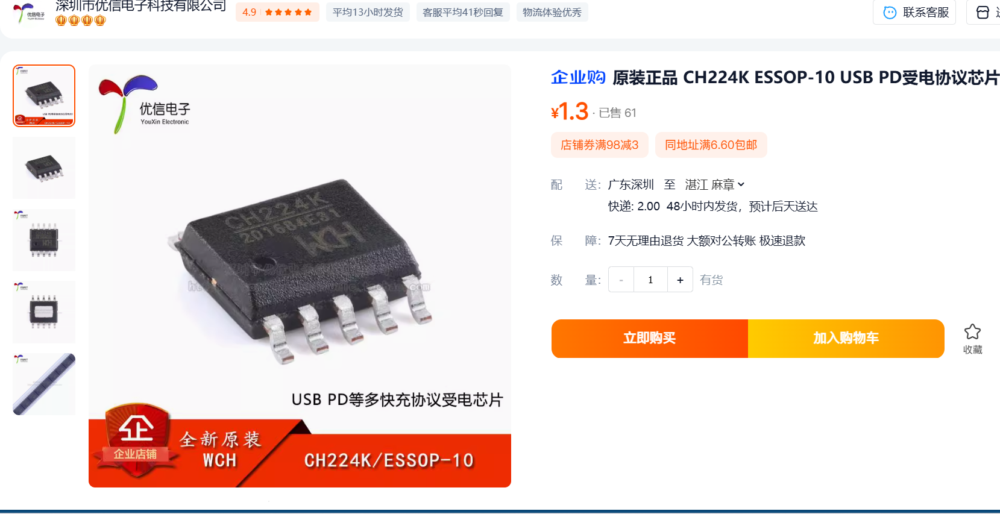 深圳市优信电子科技有限公司
4.9
平均13小时发货
客服平均41秒回复
物流体验优秀
联系客服
优信电子
YouXin Electronic
企业购 原装正品 CH224K ESSOP-10 USB PD受电协议芯片
¥1.3 · 已售 61
店铺券满98减3
同地址满6.60包邮
配 送: 广东深圳 至 湛江 麻章
快递: 2.00 48小时内发货，预计后天送达
保 障: 7天无理由退货 大额对公转账 极速退款
数 量: - 1 + 有货
立即购买
加入购物车
收藏
优信电子
YouXin Electronic
CH224K
201684E31
WCH
USB PD等多快充协议受电芯片
企
企业店铺
全新原装
WCH
CH224K/ESSOP-10